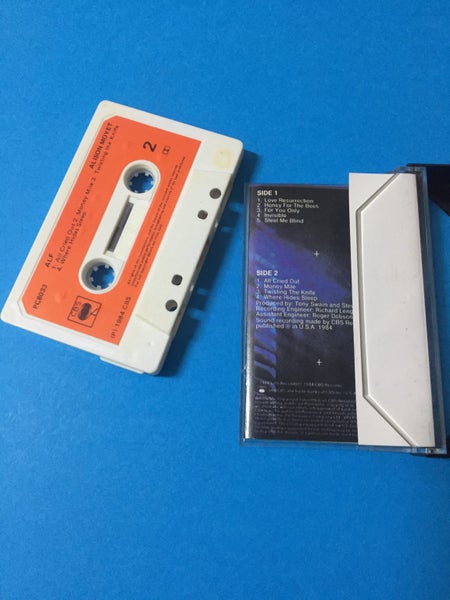 ALF
ALISON MOYET
1. All Cried Out 2. Money Mile 3. Twisting the Knife
4. Where Hides Sleep
2
PC8033
CBS
(P) 1984 CBS
SIDE 1
1. Love Resurrection
2. Honey For The Bees
3. For You Only
4. Invisible
5. Steal Me Blind
SIDE 2
1. All Cried Out
2. Money Mile
3. Twisting The Knife
4. Where Hides Sleep
Produced by: Tony Swain and
Recording Engineer: Richard
Assistant Engineer: Roger Dobson
Sound recording made by CBS
published ℗ in U.S.A. 1984